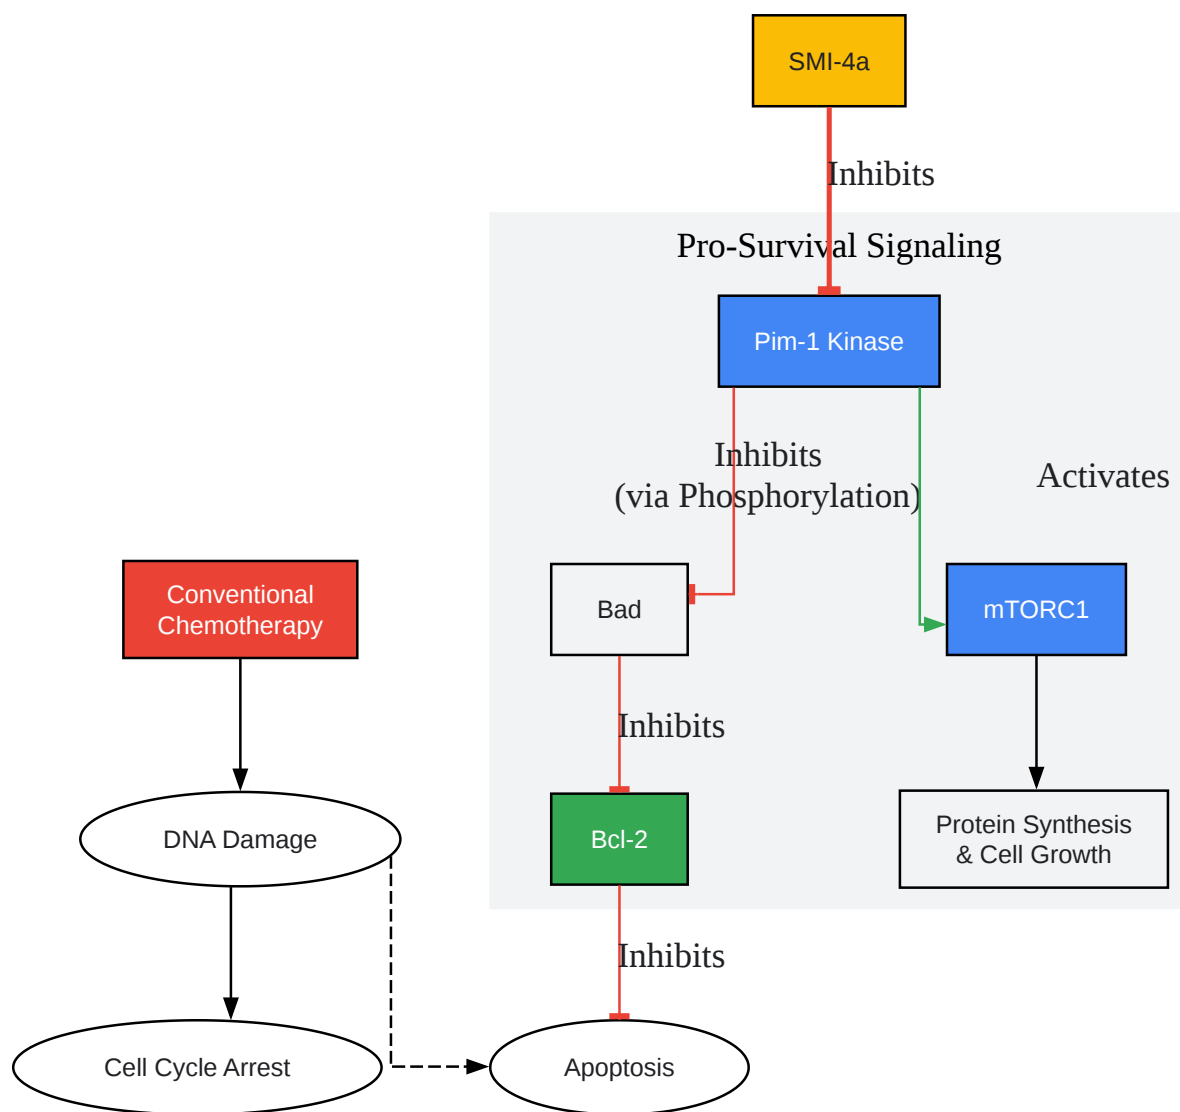 SMI-4a
Inhibits
Pro-Survival Signaling
Pim-1 Kinase
Inhibits
(via Phosphorylation)
Activates
Conventional
Chemotherapy
Bad
mTORC1
Inhibits
DNA Damage
Bcl-2
Protein Synthesis
& Cell Growth
Inhibits
Cell Cycle Arrest
Apoptosis